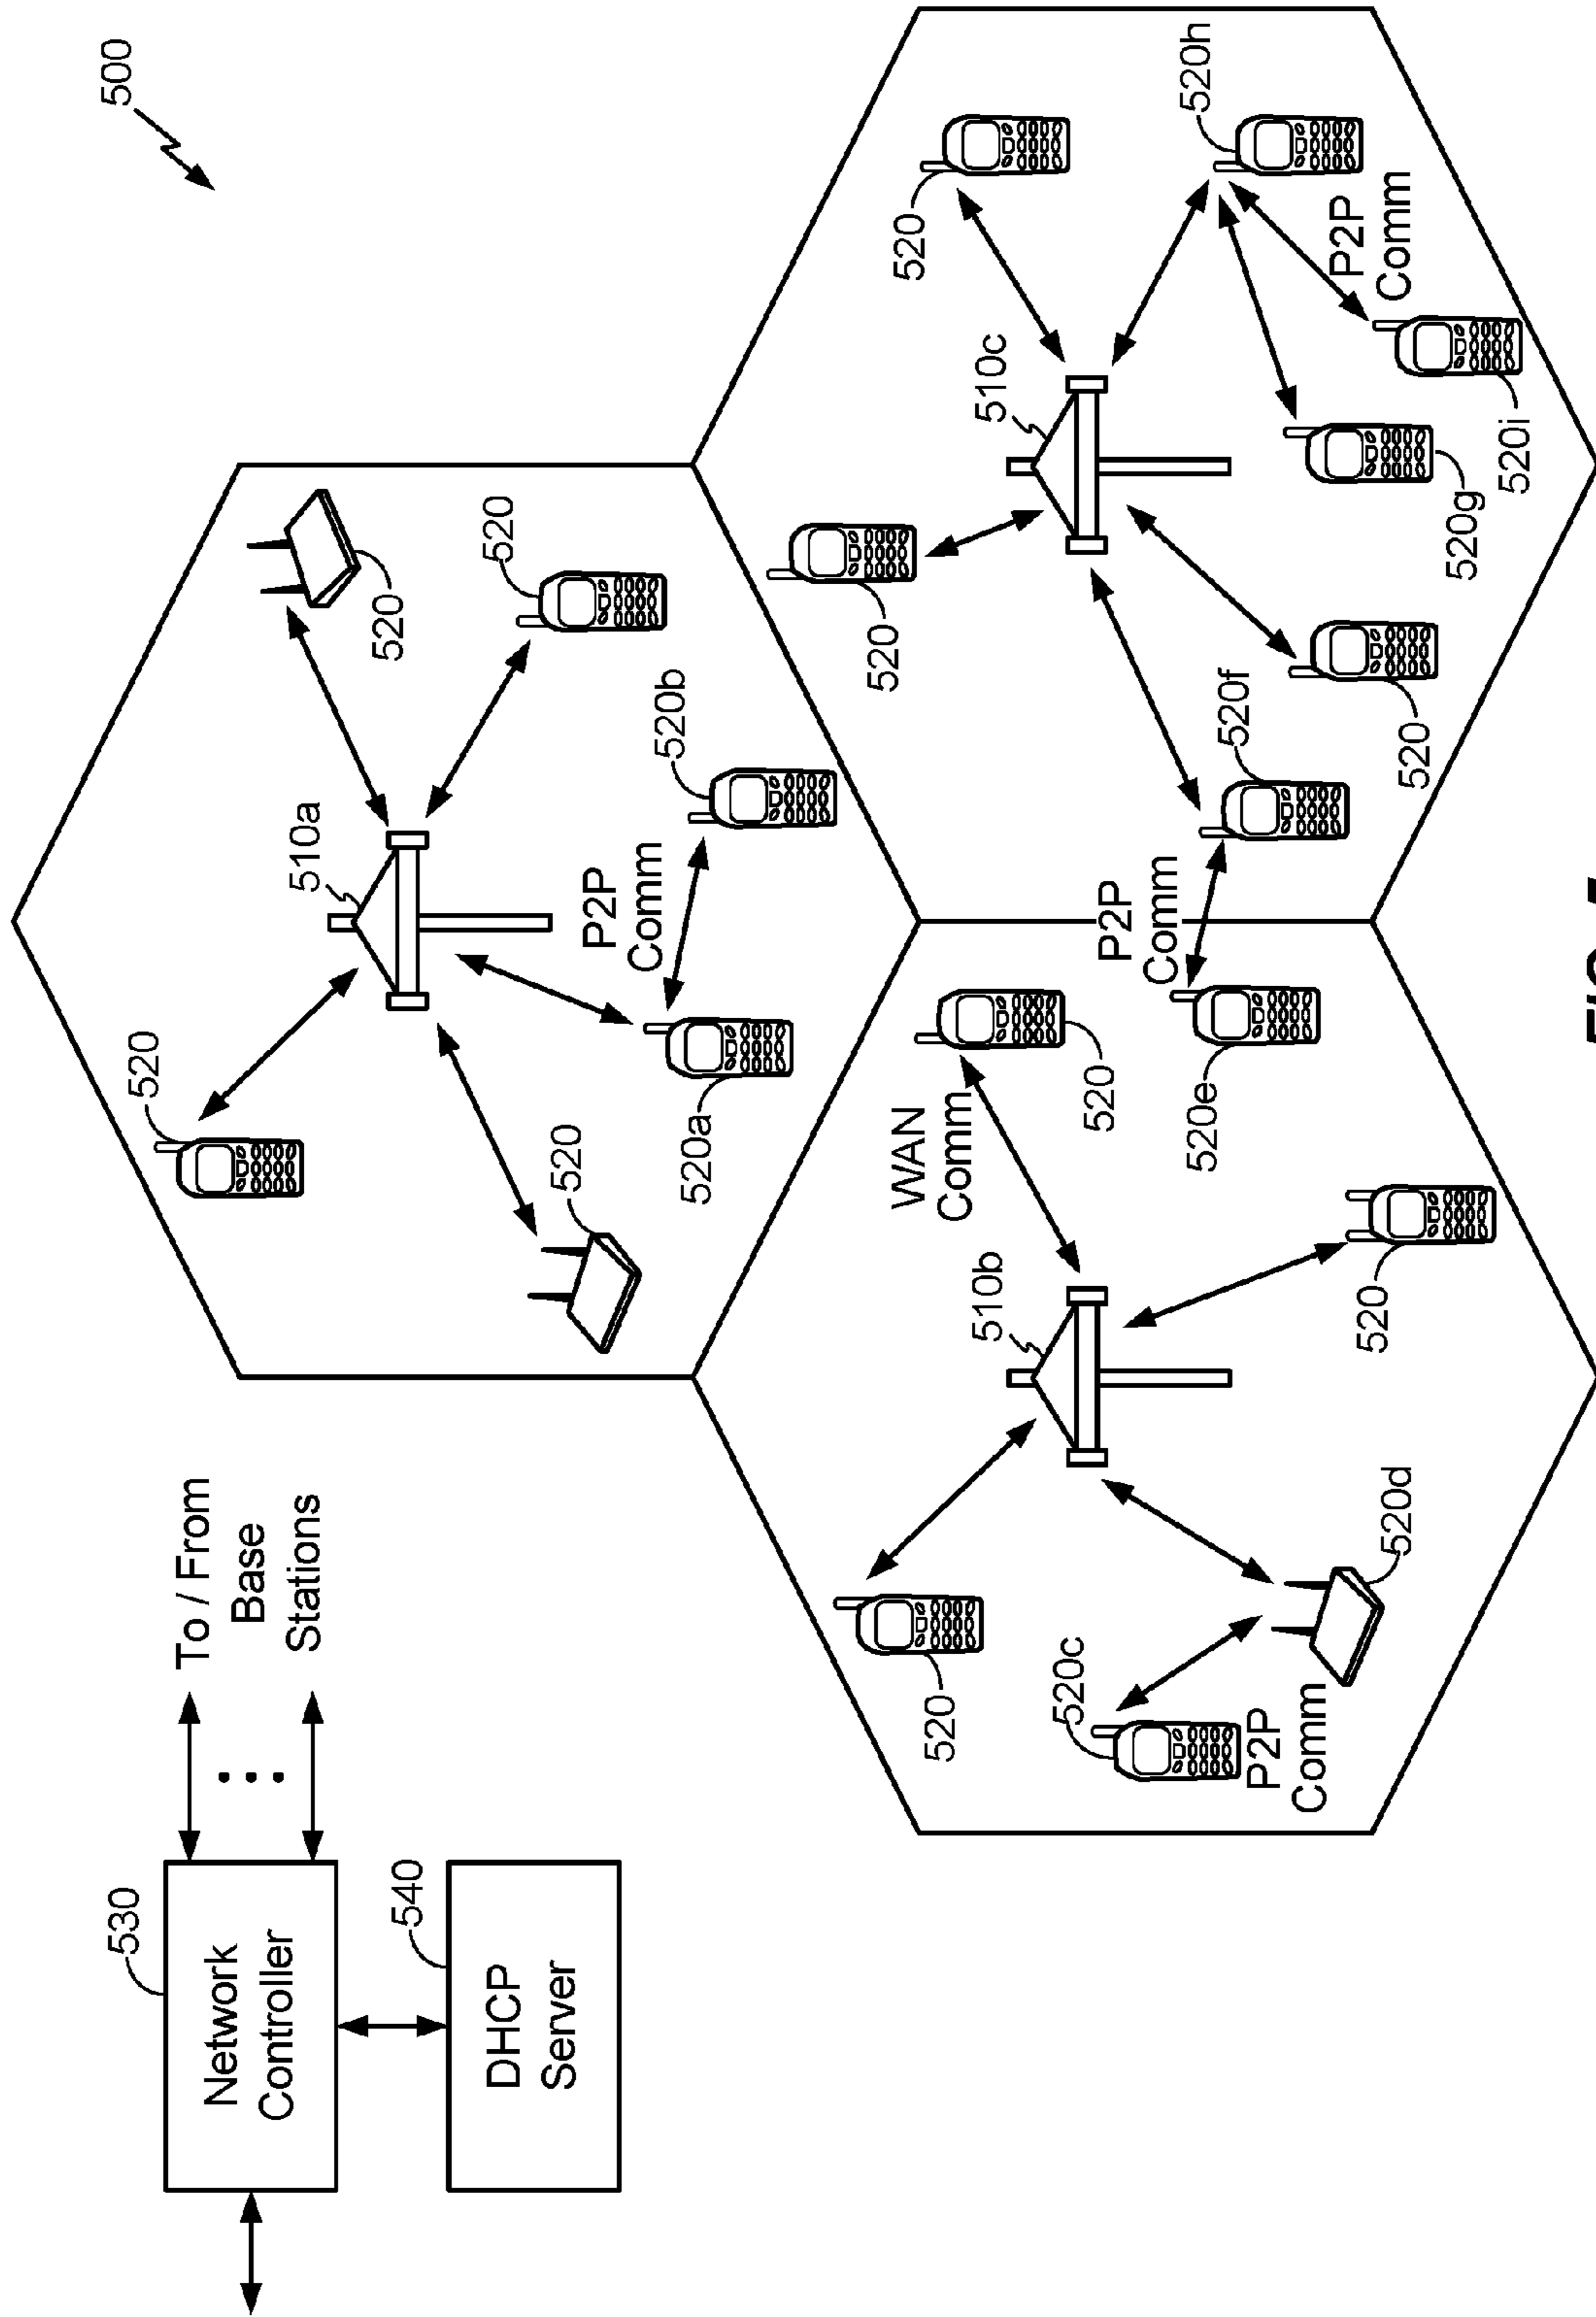 500
530
To / From
Base
Stations
Network
Controller
540
DHCP
Server
520
510a
520
520
520
520a
P2P
Comm
520b
520
510b
WAN
Comm
520
520c
P2P
Comm
520d
520
520e
P2P
Comm
520f
520
510c
520
520
520g
520h
P2P
Comm
520i
FIG. 5